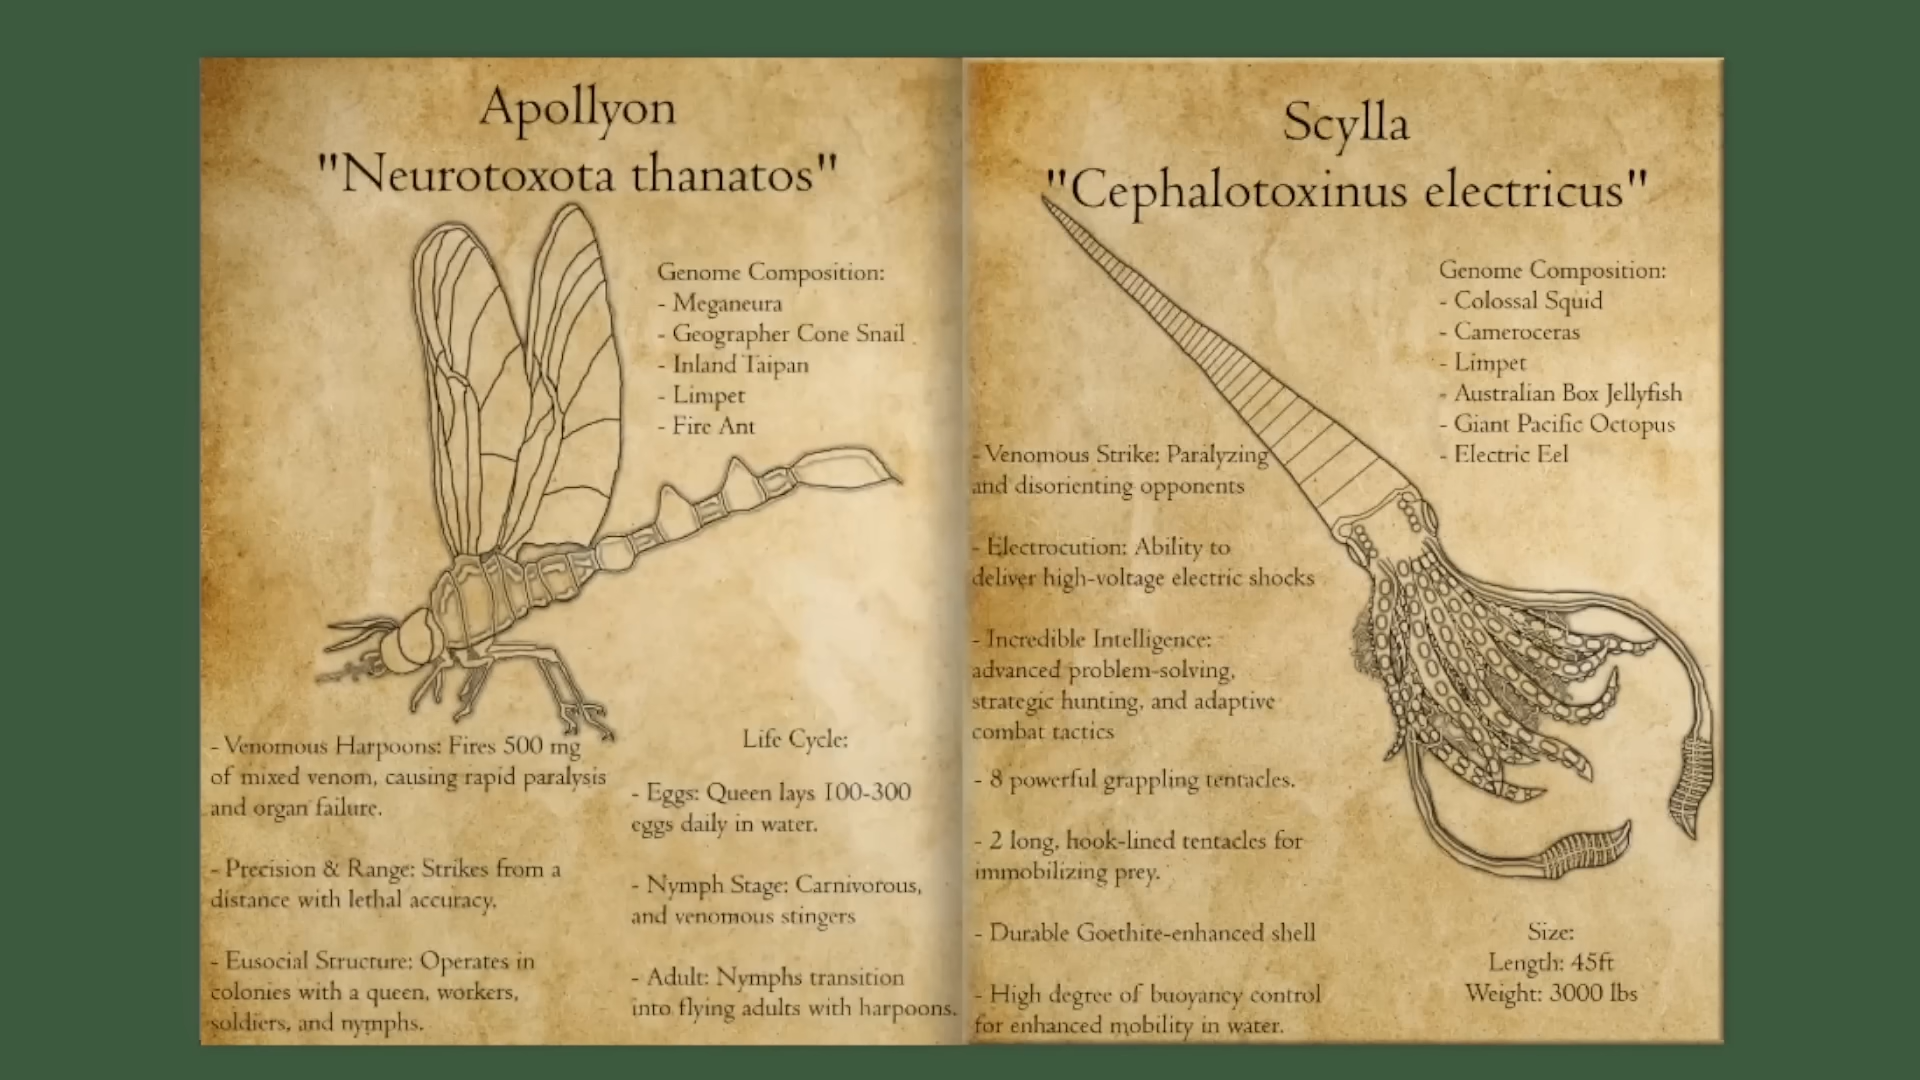 Apollyon
"Neurotoxota thanatos"
Genome Composition:
- Meganeura
- Geographer Cone Snail
- Inland Taipan
- Limpet
- Fire Ant
- Venomous Harpoons: Fires 500 mg
of mixed venom, causing rapid paralysis
and organ failure.
- Precision & Range: Strikes from a
distance with lethal accuracy.
- Eusocial Structure: Operates in
colonies with a queen, workers,
soldiers, and nymphs.
Life Cycle:
- Eggs: Queen lays 100-300
eggs daily in water.
- Nymph Stage: Carnivorous,
and venomous stingers
- Adult: Nymphs transition
into flying adults with harpoons.
Scylla
"Cephalotoxinus electricus"
Genome Composition:
- Colossal Squid
- Cameroceras
- Limpet
- Australian Box Jellyfish
- Giant Pacific Octopus
- Electric Eel
- Venomous Strike: Paralyzing
and disorienting opponents
- Electrocution: Ability to
deliver high-voltage electric shocks
- Incredible Intelligence:
advanced problem-solving,
strategic hunting, and adaptive
combat tactics
- 8 powerful grappling tentacles.
- 2 long, hook-lined tentacles for
immobilizing prey.
- Durable Goethite-enhanced shell
- High degree of buoyancy control
for enhanced mobility in water.
Size:
Length: 45ft
Weight: 3000 lbs